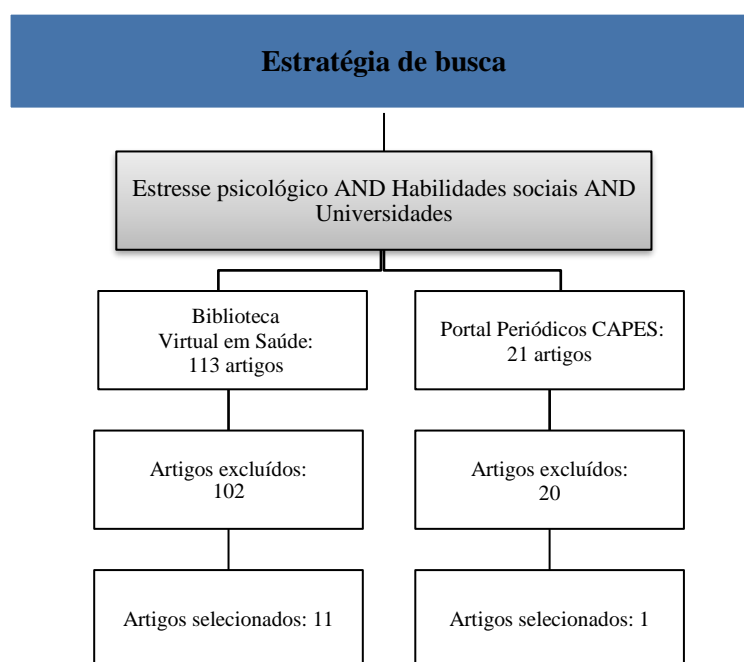 Estratégia de busca
Estresse psicológico AND Habilidades sociais AND
Universidades
Biblioteca
Virtual em Saúde:
113 artigos
Portal Periódicos CAPES:
21 artigos
Artigos excluídos:
102
Artigos excluídos:
20
Artigos selecionados: 11
Artigos selecionados: 1